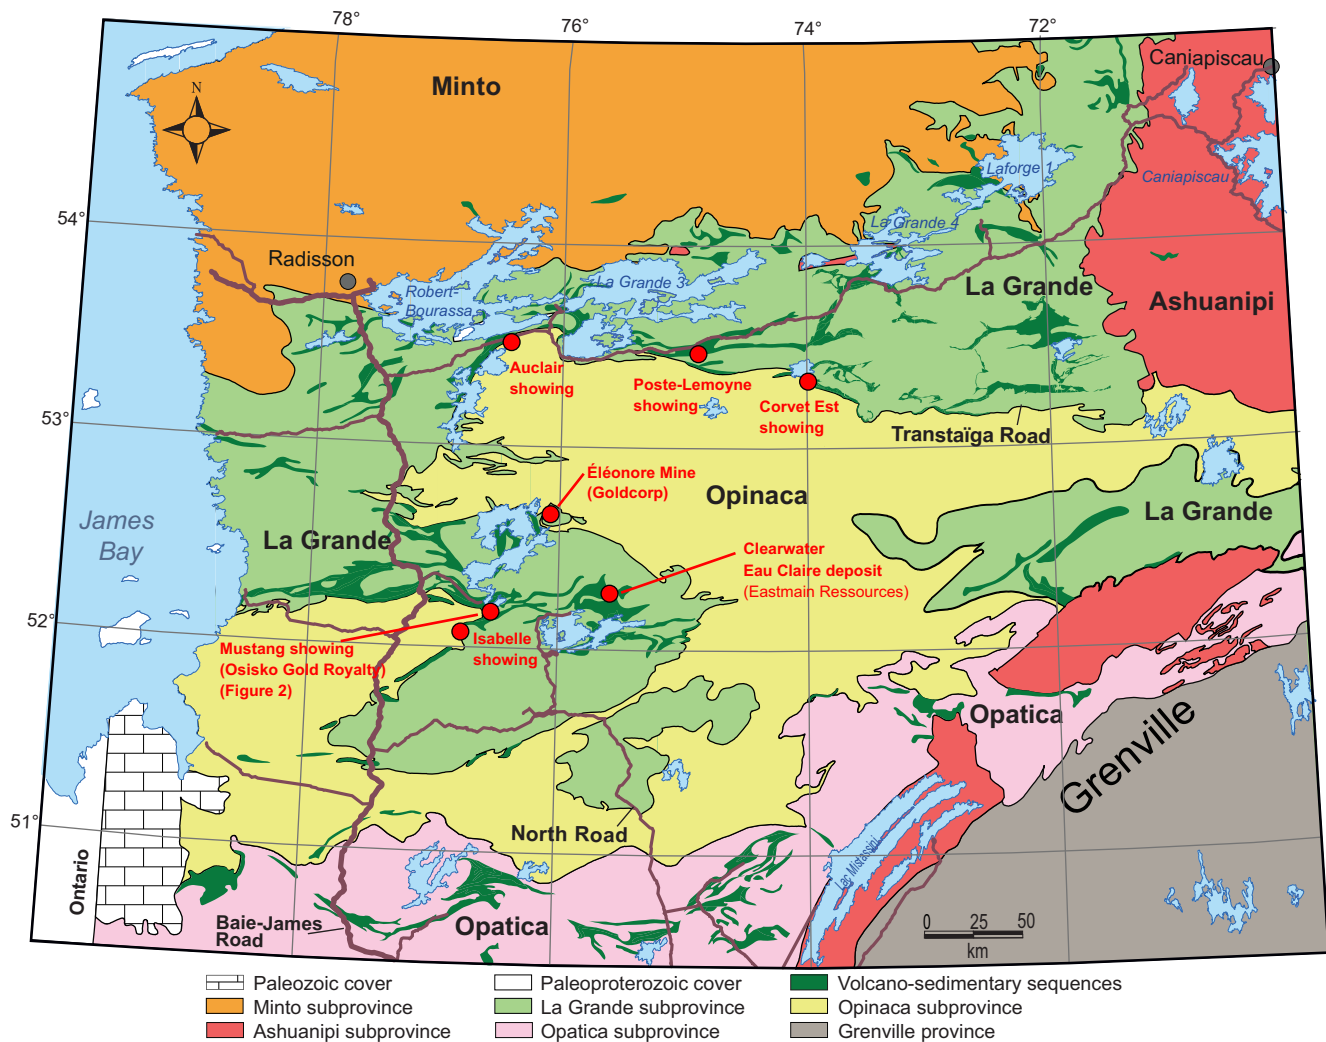 78°
76°
74°
72°
Caniapiscau
Minto
N
Laforge 1
Caniapiscau
La Grande 4
54°
Radisson
La Grande 3
Robert-
Bourassa
La Grande
Ashuanipi
Auclair
showing
Poste-Lemoyne
showing
Corvet Est
showing
53°
Transtaïga Road
Éléonore Mine
(Goldcorp)
Opinaca
James
Bay
La Grande
La Grande
Clearwater
Eau Claire deposit
(Eastmain Ressources)
52°
Mustang showing
(Osisko Gold Royalty)
(Figure 2)
Isabelle
showing
Opatica
Grenville
51°
North Road
Lac Mistassini
Ontario
Baie-James
Road
Opatica
0 25 50
km
Paleozoic cover
Paleoproterozoic cover
Volcano-sedimentary sequences
Minto subprovince
La Grande subprovince
Opinaca subprovince
Ashuanipi subprovince
Opatica subprovince
Grenville province